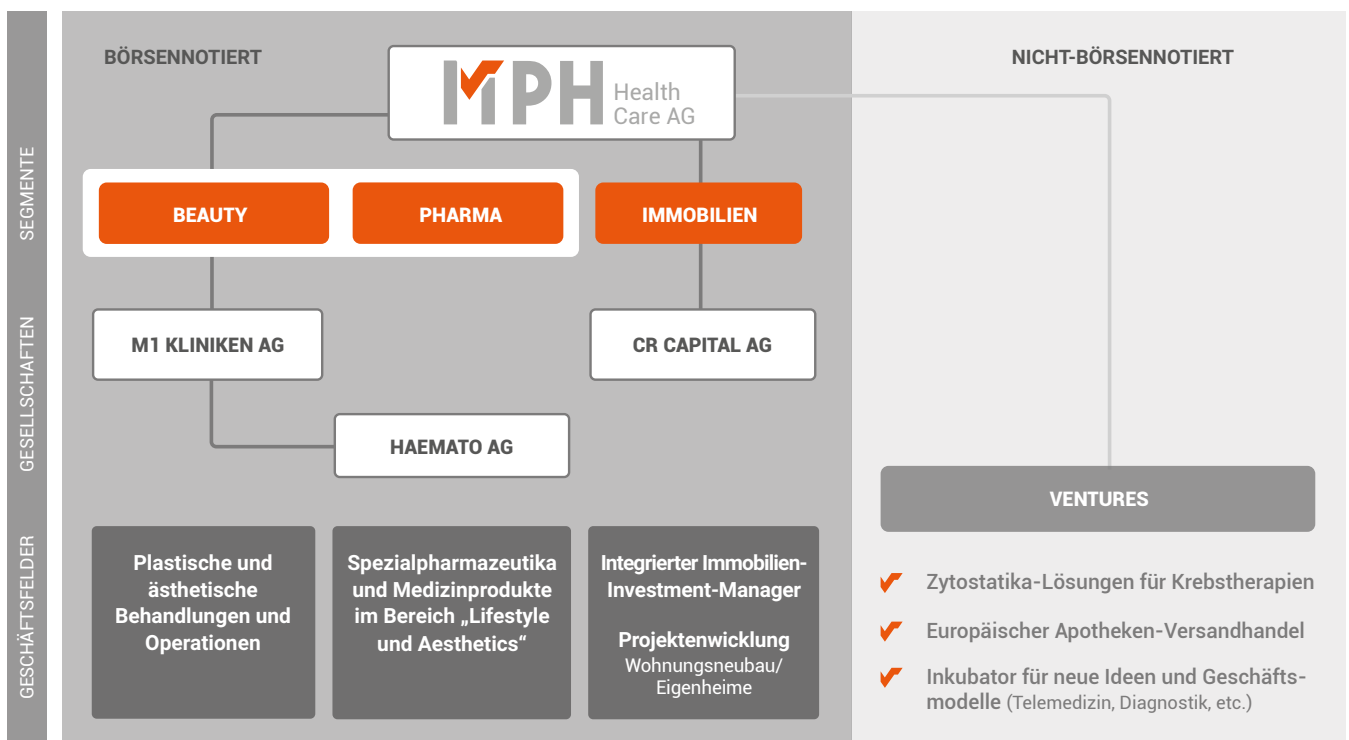 BÖRSENNOTIERT
NICHT-BÖRSENNOTIERT
MPH Health
Care AG
SEGMENTE
BEAUTY
PHARMA
IMMOBILIEN
GESELLSCHAFTEN
M1 KLINIKEN AG
CR CAPITAL AG
HAEMATO AG
VENTURES
GESCHÄFTSFELDER
Plastische und
ästhetische
Behandlungen und
Operationen
Spezialpharmazeutika
und Medizinprodukte
im Bereich „Lifestyle
und Aesthetics“
Integrierter Immobilien-
Investment-Manager
Projektenwicklung
Wohnungsneubau/
Eigenheime
Zytostatika-Lösungen für Krebstherapien
Europäischer Apotheken-Versandhandel
Inkubator für neue Ideen und Geschäfts-
modelle (Telemedizin, Diagnostik, etc.)